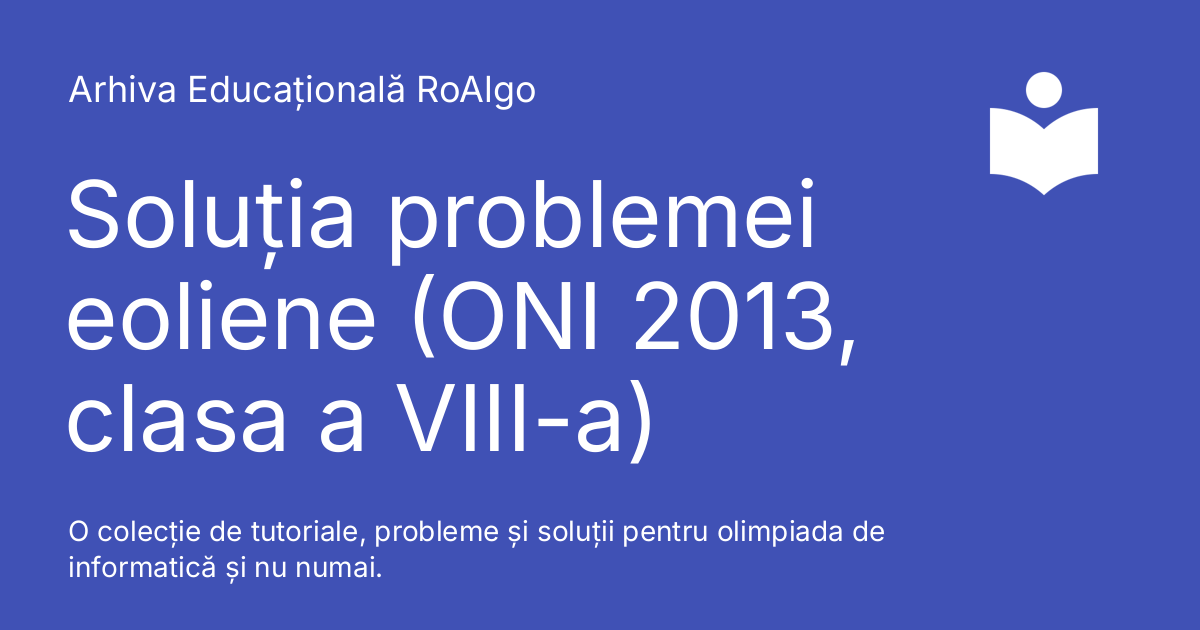 Arhiva Educațională RoAlgo
Soluția problemei
eoliene (ONI 2013,
clasa a VIII-a)
O colecție de tutoriale, probleme și soluții pentru olimpiada de
informatică și nu numai.